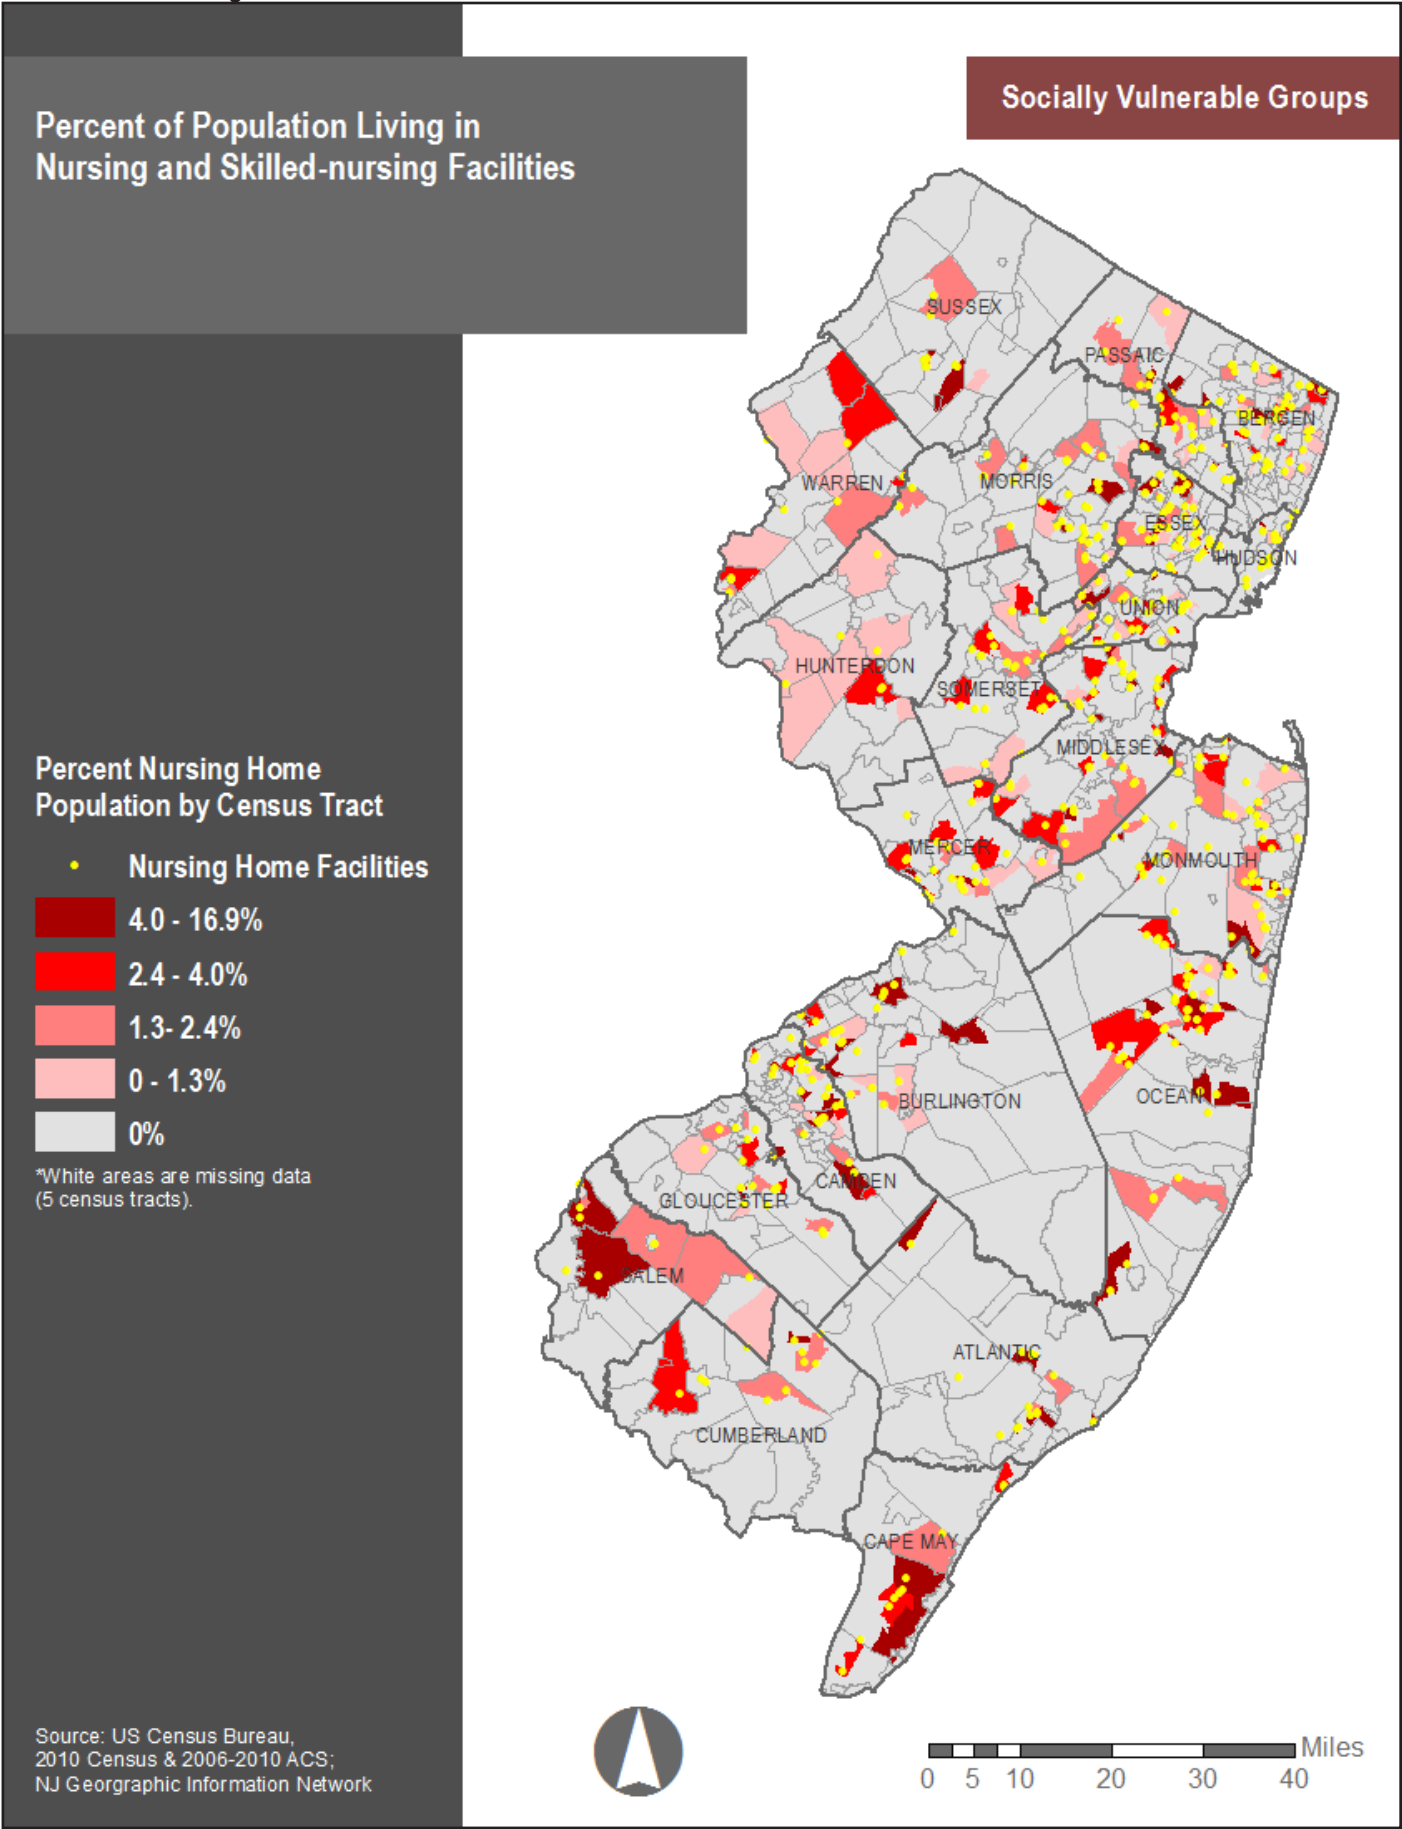 Socially Vulnerable Groups
Percent of Population Living in
Nursing and Skilled-nursing Facilities
SUSSEX
PASSAIC
BERGEN
WARREN
MORRIS
ESSEX
HUDSON
UNION
HUNTERDON
SOMERSET
MIDDLESEX
MERCER
MONMOUTH
OCEAN
BURLINGTON
CAMDEN
GLOUCESTER
SALEM
ATLANTIC
CUMBERLAND
CAPE MAY
Percent Nursing Home
Population by Census Tract
Nursing Home Facilities
4.0 - 16.9%
2.4 - 4.0%
1.3- 2.4%
0 - 1.3%
0%
*White areas are missing data
(5 census tracts).
Source: US Census Bureau,
2010 Census & 2006-2010 ACS;
NJ Georgraphic Information Network
Miles
0 5 10 20 30 40